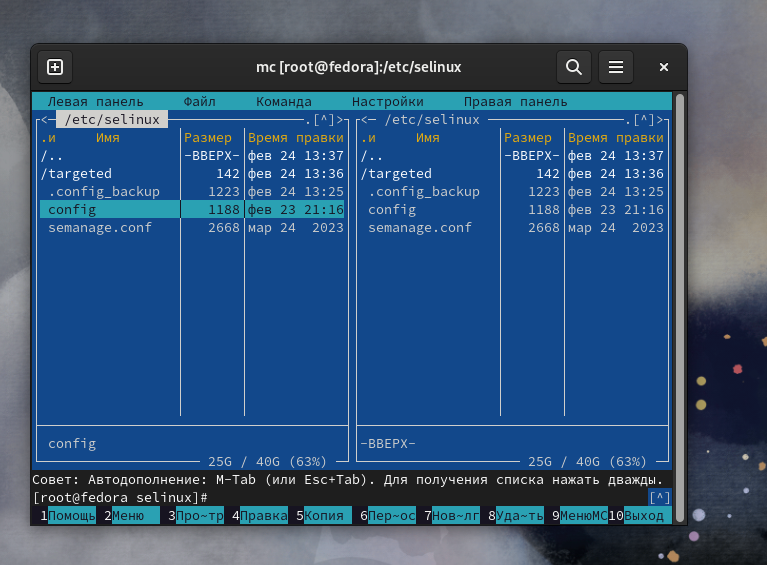 mc [root@fedora]:/etc/selinux
Левая панель Файл Команда Настройки Правая панель
<─ /etc/selinux ─.[^]> <─ /etc/selinux ─.[^]>
.и Имя Размер Время правки .и Имя Размер Время правки
/.. -ВВЕРХ- фев 24 13:37 /.. -ВВЕРХ- фев 24 13:37
/targeted 142 фев 24 13:36 /targeted 142 фев 24 13:36
.config_backup 1223 фев 24 13:25 .config_backup 1223 фев 24 13:25
config 1188 фев 23 21:16 config 1188 фев 23 21:16
semanage.conf 2668 мар 24 2023 semanage.conf 2668 мар 24 2023
config -ВВЕРХ-
25G / 40G (63%) 25G / 40G (63%)
Совет: Автодополнение: M-Tab (или Esc+Tab). Для получения списка нажать дважды.
[root@fedora selinux]# [^]
1Помощь 2Меню 3Про~тр 4Правка 5Копия 6Пер~ос 7Нов~лг 8Уда~ть 9МенюMC 10Выход